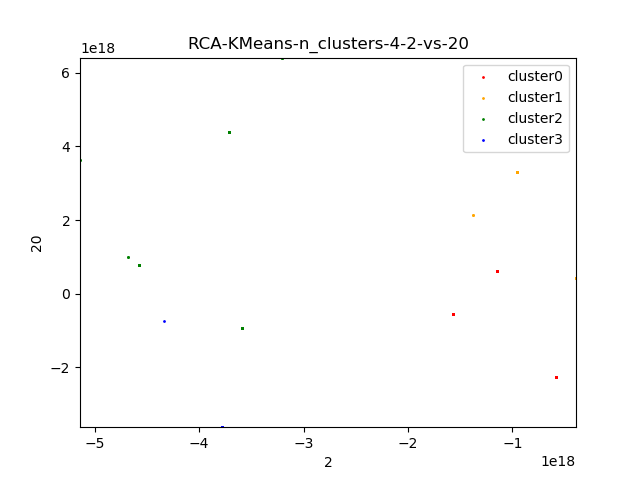 RCA-KMeans-n_clusters-4-2-vs-20
1e18
6
4
2
0
−2
20
cluster0
cluster1
cluster2
cluster3
−5
−4
−3
−2
−1
1e18
2